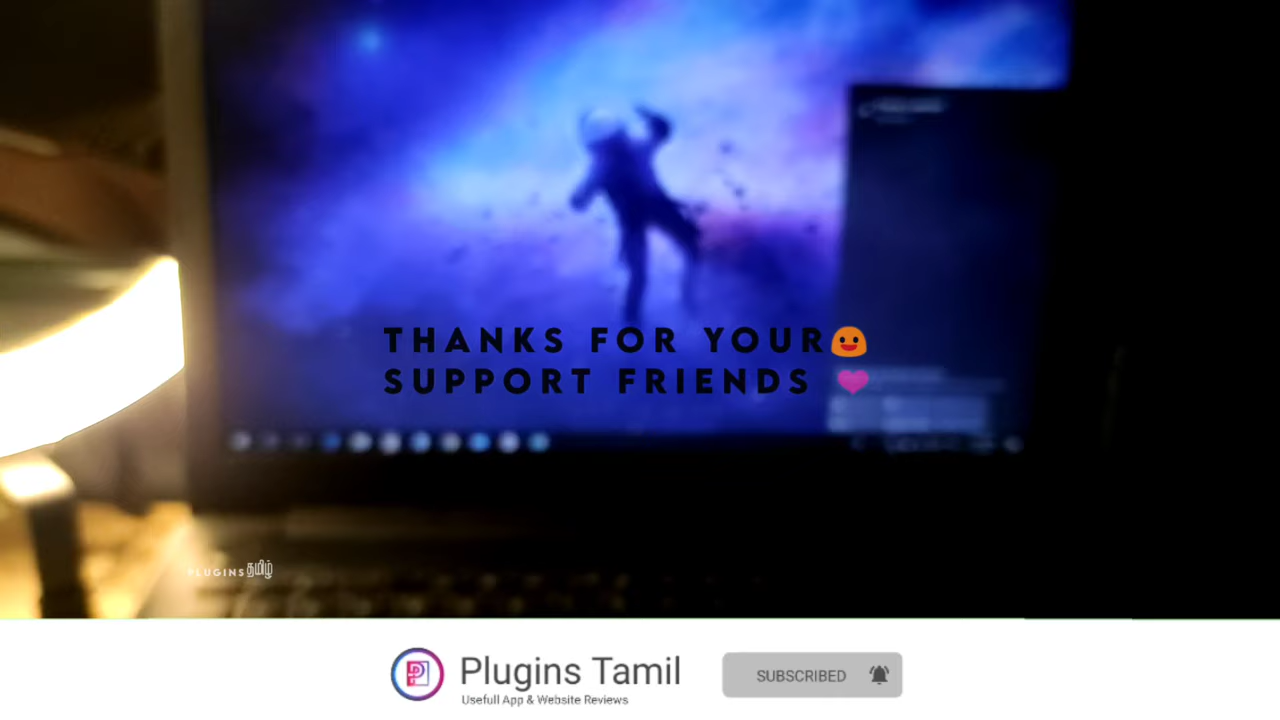 THANKS FOR YOUR
SUPPORT FRIENDS
PLUGINS தமிழ்
Plugins Tamil
Usefull App & Website Reviews
SUBSCRIBED